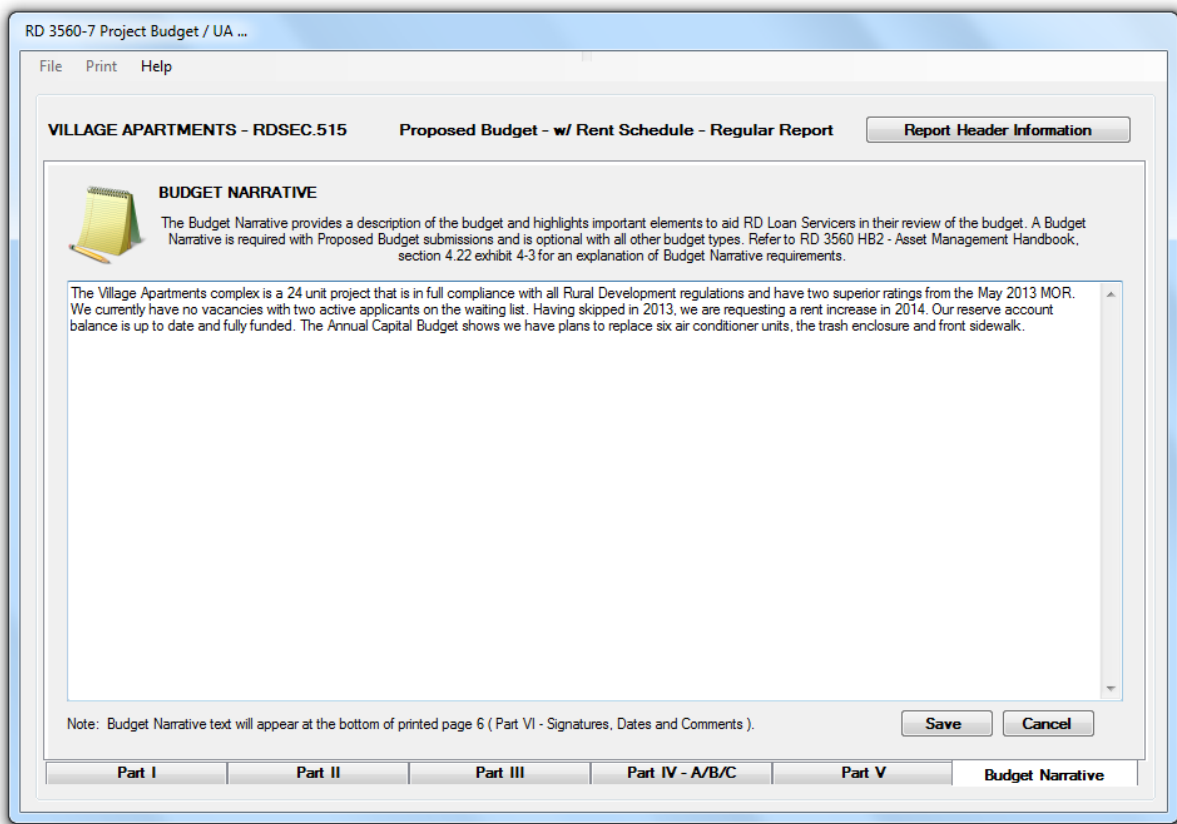 RD 3560-7 Project Budget / UA ...
File Print Help
VILLAGE APARTMENTS - RDSEC.515 Proposed Budget - w/ Rent Schedule - Regular Report Report Header Information
BUDGET NARRATIVE
The Budget Narrative provides a description of the budget and highlights important elements to aid RD Loan Servicers in their review of the budget. A Budget
Narrative is required with Proposed Budget submissions and is optional with all other budget types. Refer to RD 3560 HB2 - Asset Management Handbook,
section 4.22 exhibit 4-3 for an explanation of Budget Narrative requirements.
The Village Apartments complex is a 24 unit project that is in full compliance with all Rural Development regulations and have two superior ratings from the May 2013 MOR.
We currently have no vacancies with two active applicants on the waiting list. Having skipped in 2013, we are requesting a rent increase in 2014. Our reserve account
balance is up to date and fully funded. The Annual Capital Budget shows we have plans to replace six air conditioner units, the trash enclosure and front sidewalk.
Note: Budget Narrative text will appear at the bottom of printed page 6 ( Part VI - Signatures, Dates and Comments ). Save Cancel
Part I Part II Part III Part IV - A/B/C Part V Budget Narrative